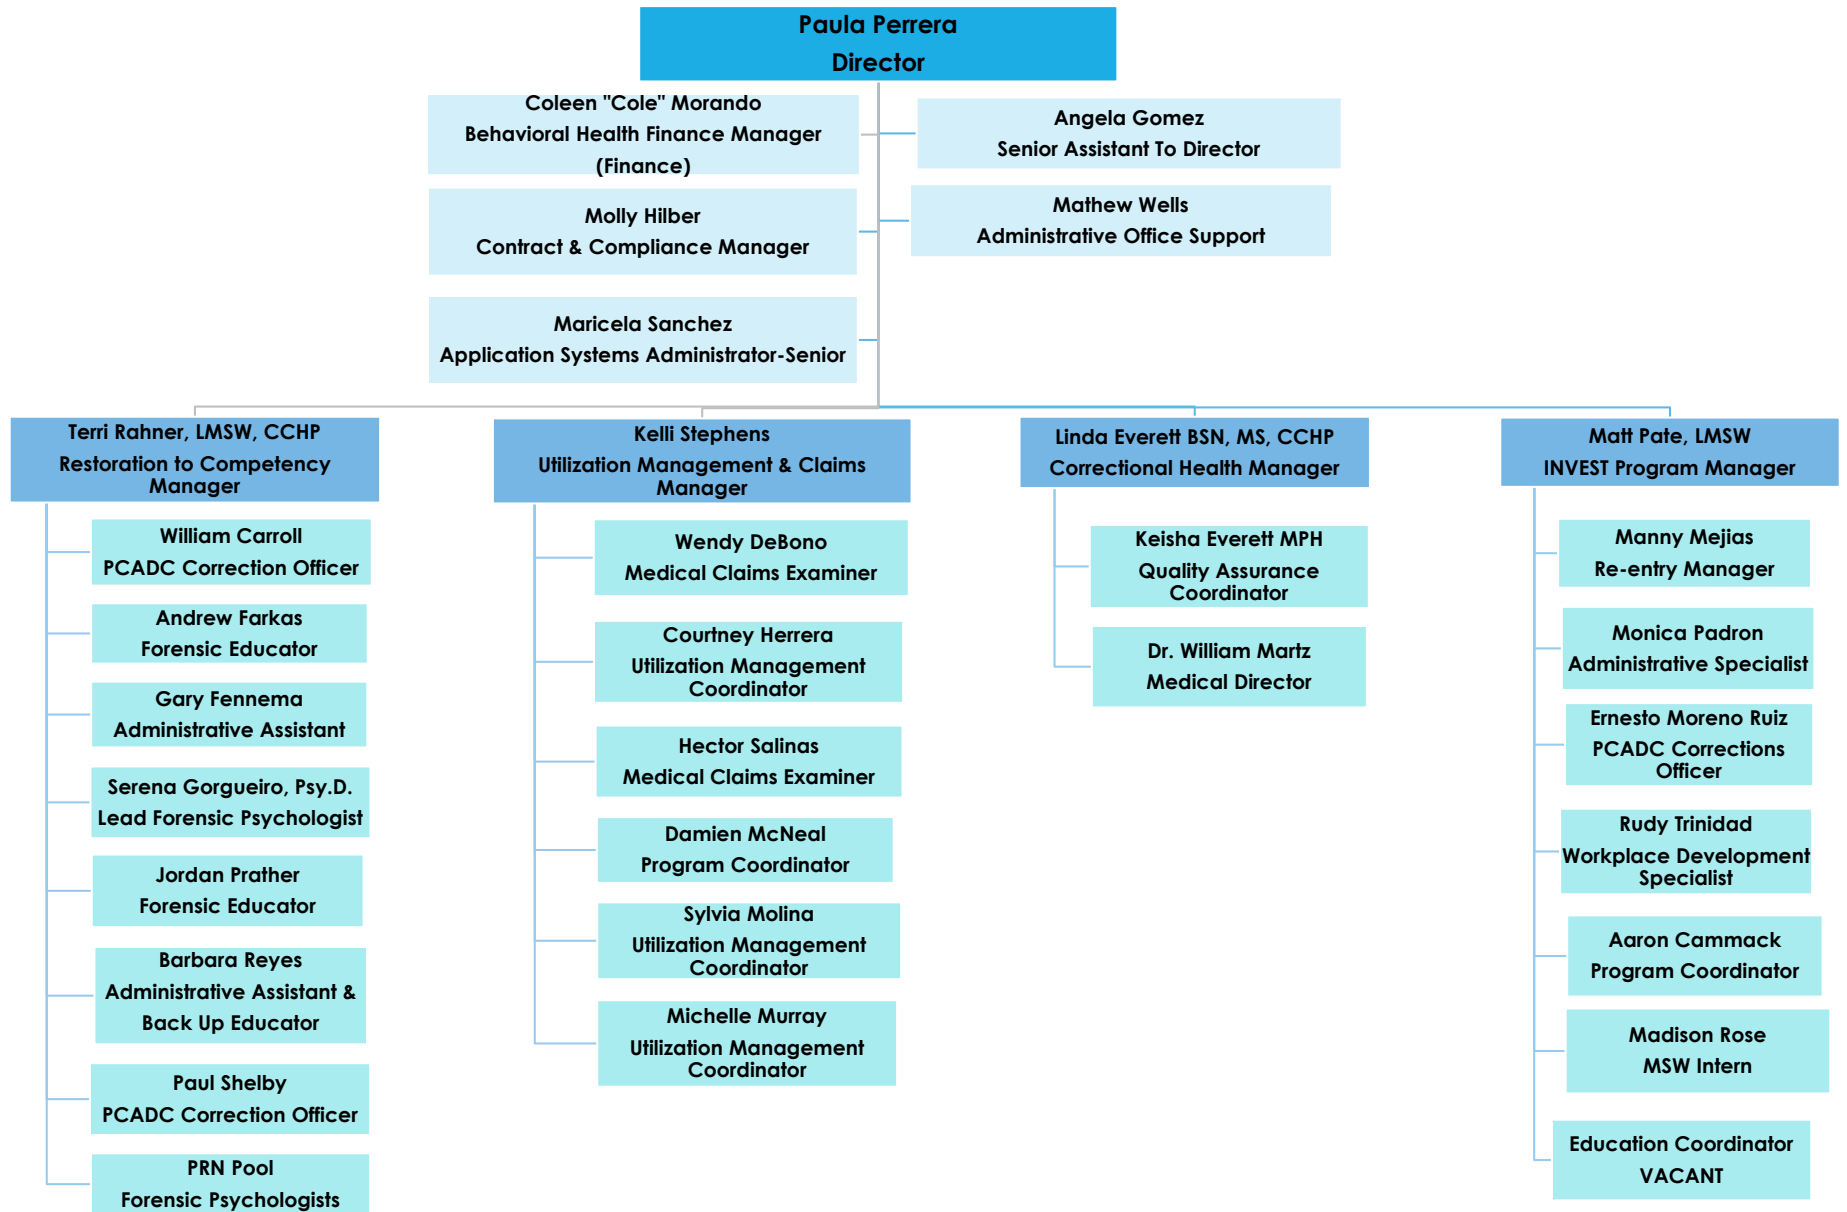 Paula Perrera
Director
Coleen "Cole" Morando
Behavioral Health Finance Manager
(Finance)
Angela Gomez
Senior Assistant To Director
Molly Hilber
Contract & Compliance Manager
Mathew Wells
Administrative Office Support
Maricela Sanchez
Application Systems Administrator-Senior
Terri Rahner, LMSW, CCHP
Restoration to Competency
Manager
William Carroll
PCADC Correction Officer
Andrew Farkas
Forensic Educator
Gary Fennema
Administrative Assistant
Serena Gorgueiro, Psy.D.
Lead Forensic Psychologist
Jordan Prather
Forensic Educator
Barbara Reyes
Administrative Assistant &
Back Up Educator
Paul Shelby
PCADC Correction Officer
PRN Pool
Forensic Psychologists
Kelli Stephens
Utilization Management & Claims
Manager
Wendy DeBono
Medical Claims Examiner
Courtney Herrera
Utilization Management
Coordinator
Hector Salinas
Medical Claims Examiner
Damien McNeal
Program Coordinator
Sylvia Molina
Utilization Management
Coordinator
Michelle Murray
Utilization Management
Coordinator
Linda Everett BSN, MS, CCHP
Correctional Health Manager
Keisha Everett MPH
Quality Assurance
Coordinator
Dr. William Martz
Medical Director
Matt Pate, LMSW
INVEST Program Manager
Manny Mejias
Re-entry Manager
Monica Padron
Administrative Specialist
Ernesto Moreno Ruiz
PCADC Corrections
Officer
Rudy Trinidad
Workplace Development
Specialist
Aaron Cammack
Program Coordinator
Madison Rose
MSW Intern
Education Coordinator
VACANT